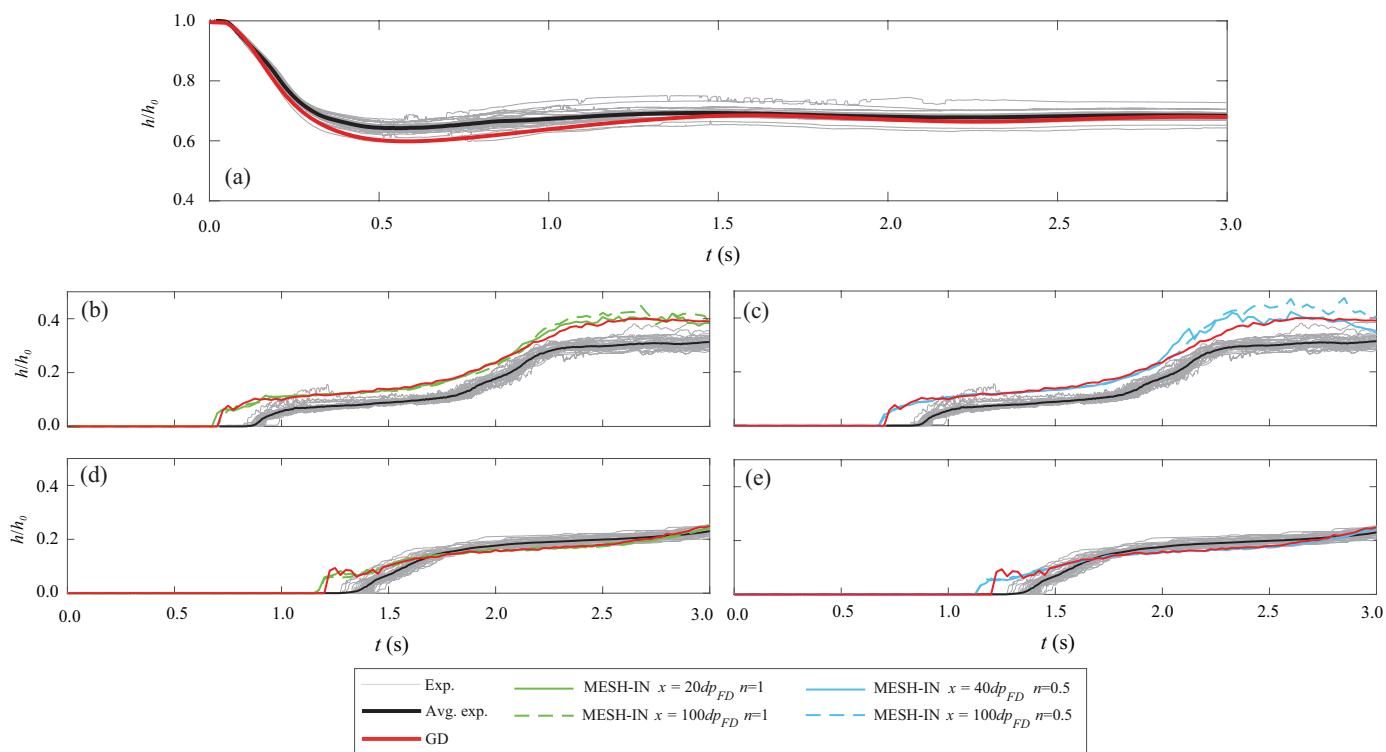 1.0
0.8
h/h0
0.6
(a)
0.4
0.0 0.5 1.0 1.5 2.0 2.5 3.0
t (s)
(b) (c)
0.4
h/h0
0.2
0.0
(d) (e)
0.4
h/h0
0.2
0.0
0.0 0.5 1.0 1.5 2.0 2.5 3.0 0.0 0.5 1.0 1.5 2.0 2.5 3.0
t (s) t (s)
Exp. MESH-IN x = 20dpFD n=1 MESH-IN x = 40dpFD n=0.5
Avg. exp. MESH-IN x = 100dpFD n=1 MESH-IN x = 100dpFD n=0.5
GD